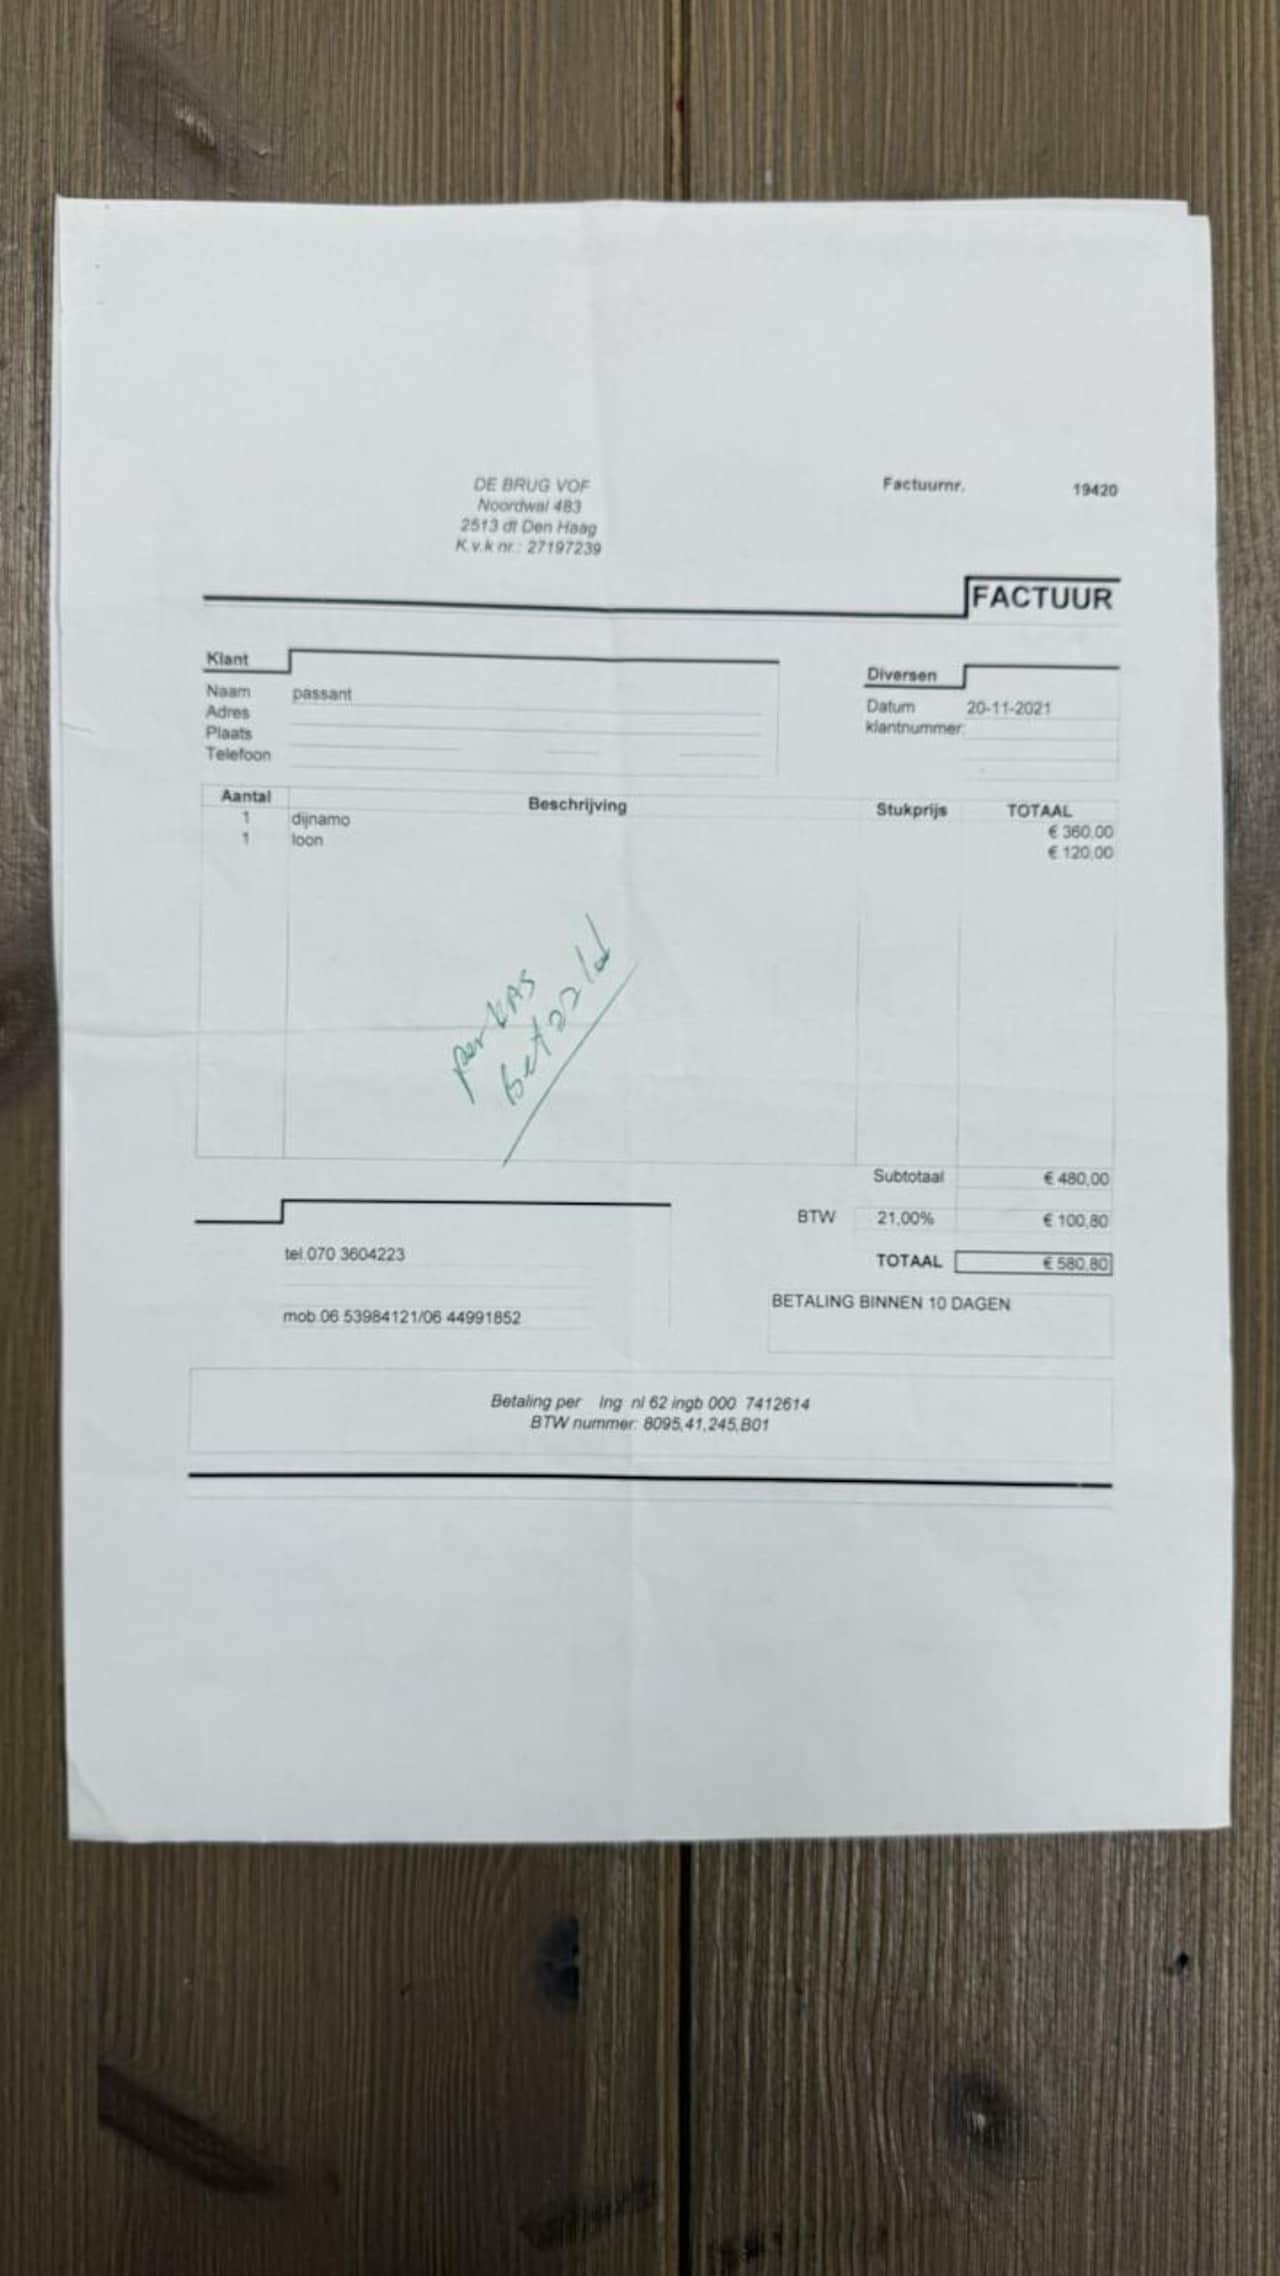 DE BRUG VOF
Noordwal 483
2513 dt Den Haag
K.v.k nr.: 27197239
Factuurnr. 19420
FACTUUR
Klant
Naam passant
Adres
Plaats
Telefoon
Diversen
Datum 20-11-2021
klantnummer:
Aantal Beschrijving Stukprijs TOTAAL
1 dijnamo € 360,00
1 loon € 120,00
per KAS
betaald
Subtotaal € 480,00
BTW 21,00% € 100,80
TOTAAL € 580,80
tel 070 3604223
mob.06 53984121/06 44991852
BETALING BINNEN 10 DAGEN
Betaling per Ing nl 62 ingb 000 7412614
BTW nummer: 8095,41,245,B01